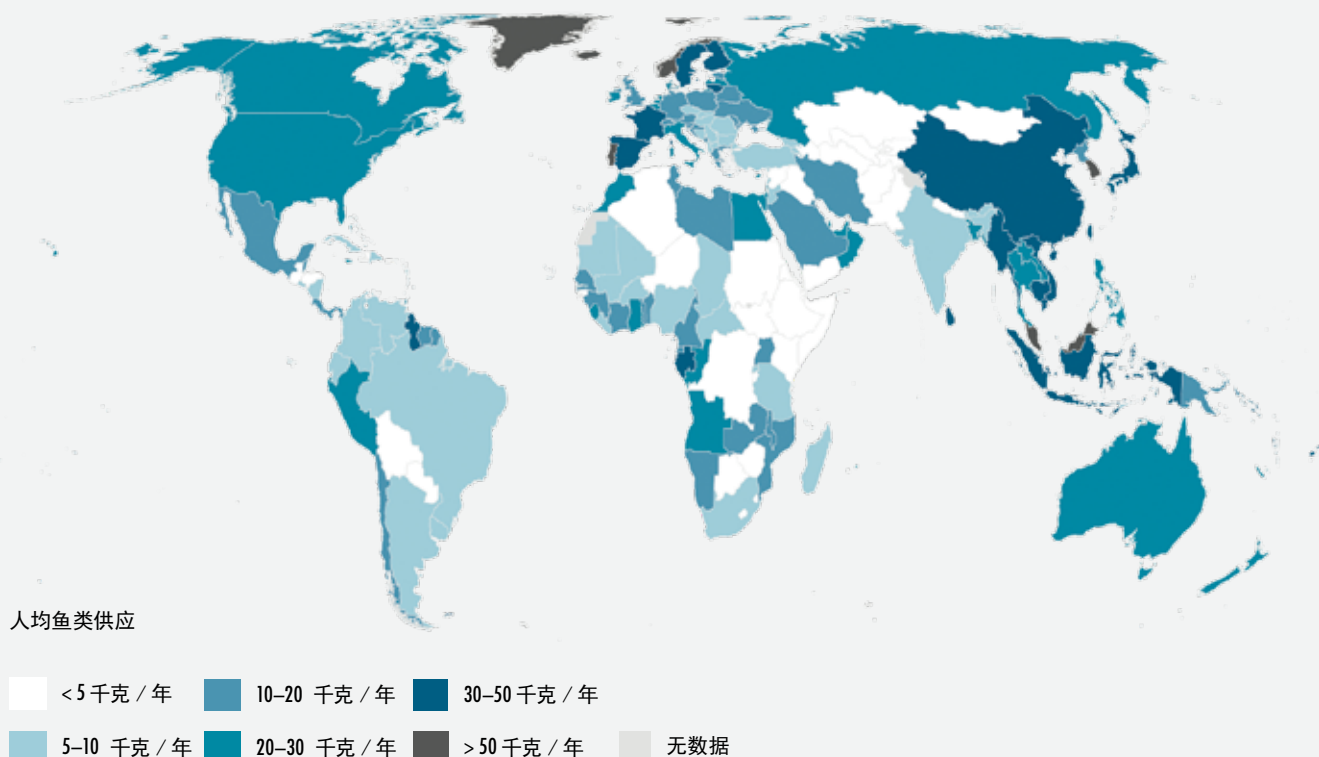 人均鱼类供应
< 5 千克 / 年 10–20 千克 / 年 30–50 千克 / 年
5–10 千克 / 年 20–30 千克 / 年 > 50 千克 / 年 无数据